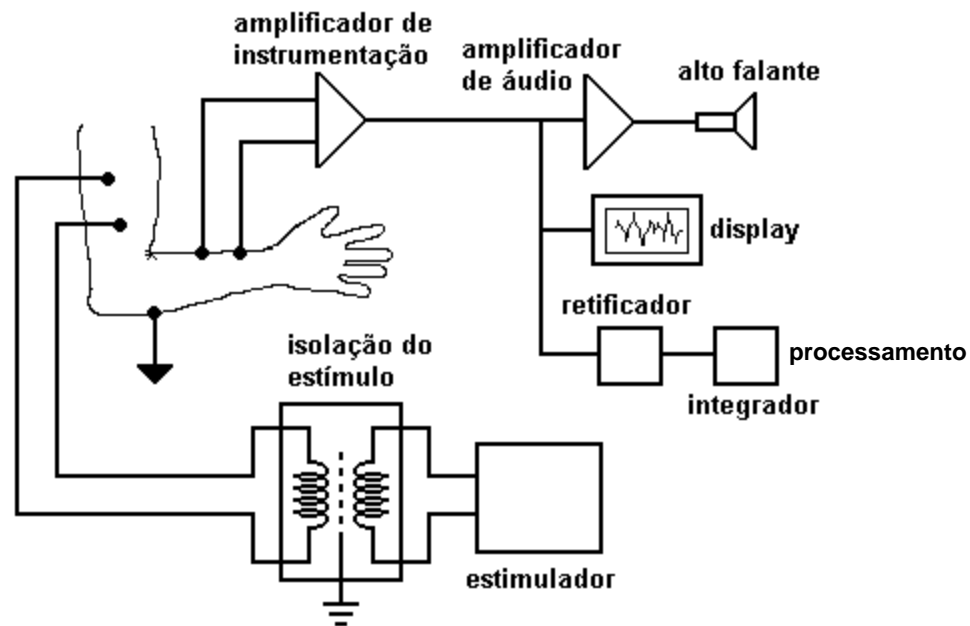 amplificador de
instrumentação
amplificador
de áudio
alto falante
display
retificador
processamento
integrador
isolação do
estímulo
estimulador